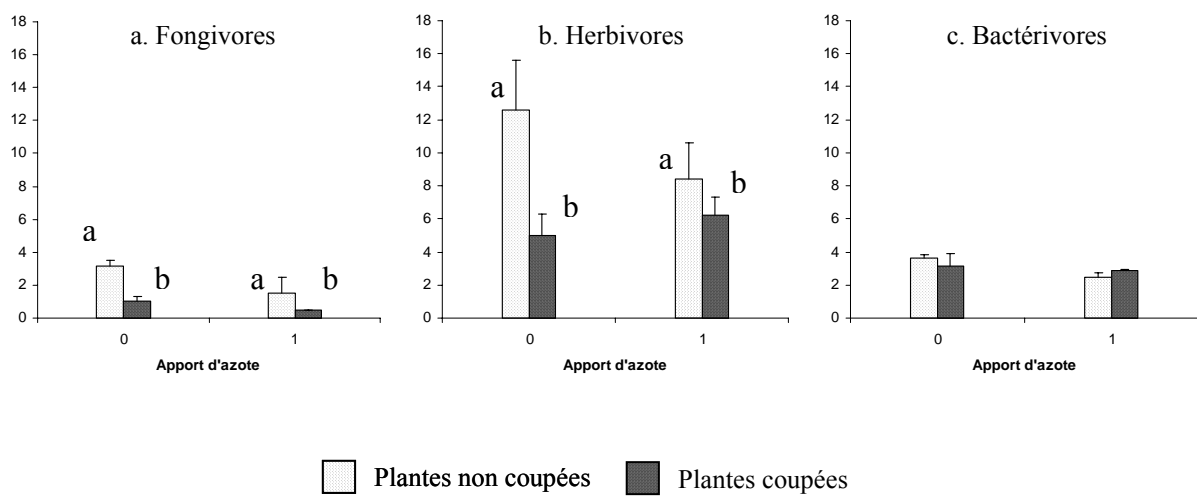 a. Fongivores
18
16
14
12
10
8
6
4
2
0
a
b
a
b
0
1
Apport d'azote
b. Herbivores
18
16
14
12
10
8
6
4
2
0
a
b
a
b
0
1
Apport d'azote
c. Bactérivores
18
16
14
12
10
8
6
4
2
0
0
1
Apport d'azote
Plantes non coupées
Plantes coupées